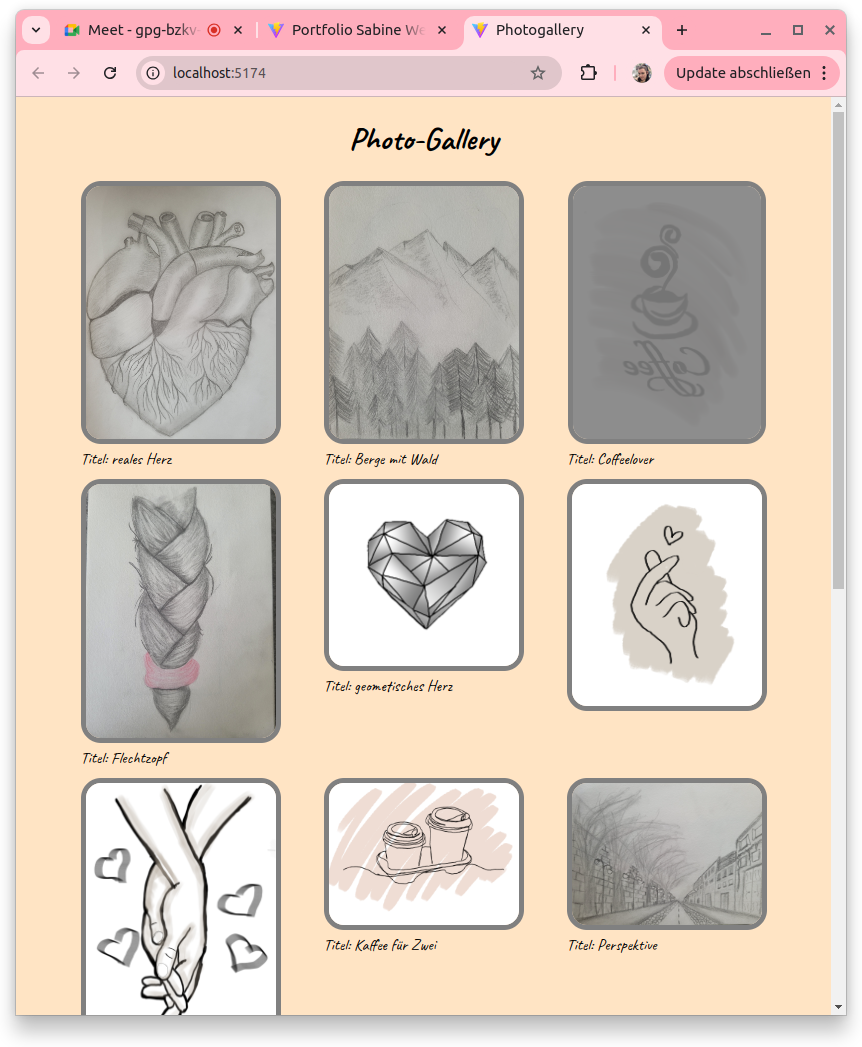 Meet - gpg-bzkv-
Portfolio Sabine We
Photogallery
localhost:5174
Update abschließen
Photo-Gallery
Coffee
Titel: reales Herz
Titel: Berge mit Wald
Titel: Coffeelover
Titel: geometisches Herz
Titel: Flechtzopf
Titel: Kaffee für Zwei
Titel: Perspektive